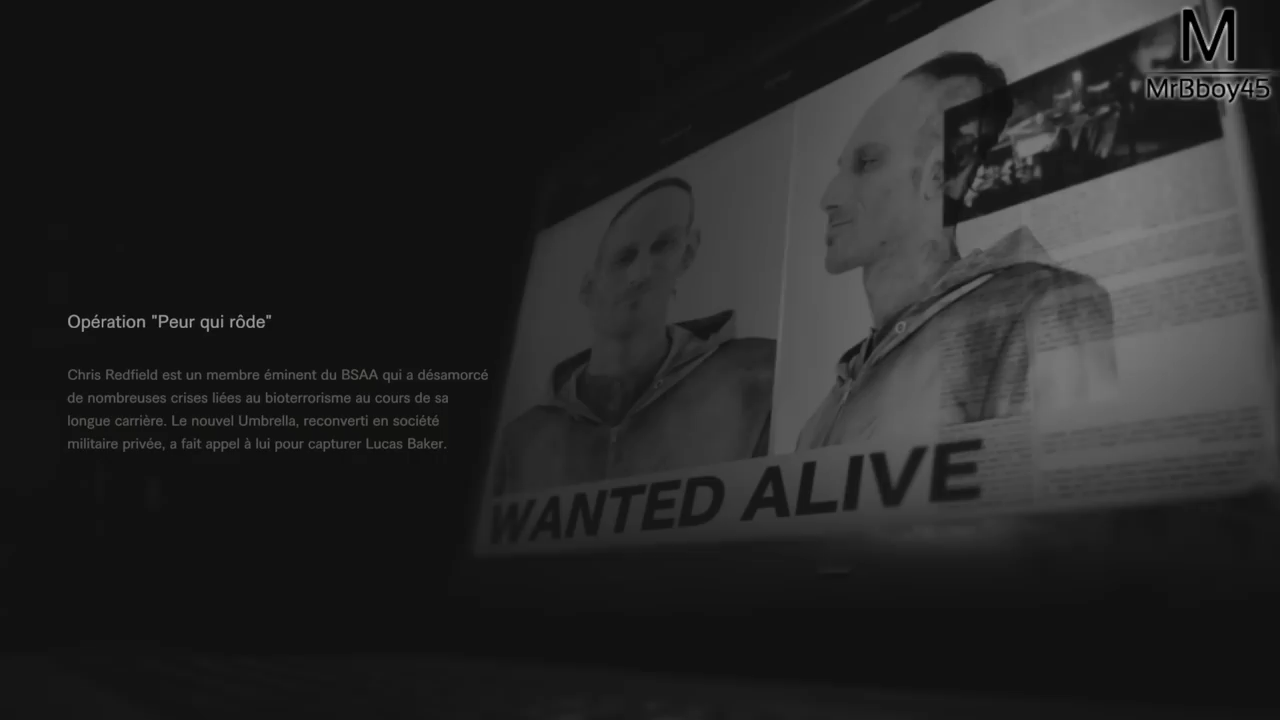 M
MrBboy45
Opération "Peur qui rôde"
Chris Redfield est un membre éminent du BSAA qui a désamorcé
de nombreuses crises liées au bioterrorisme au cours de sa
longue carrière. Le nouvel Umbrella, reconverti en société
militaire privée, a fait appel à lui pour capturer Lucas Baker.
WANTED ALIVE